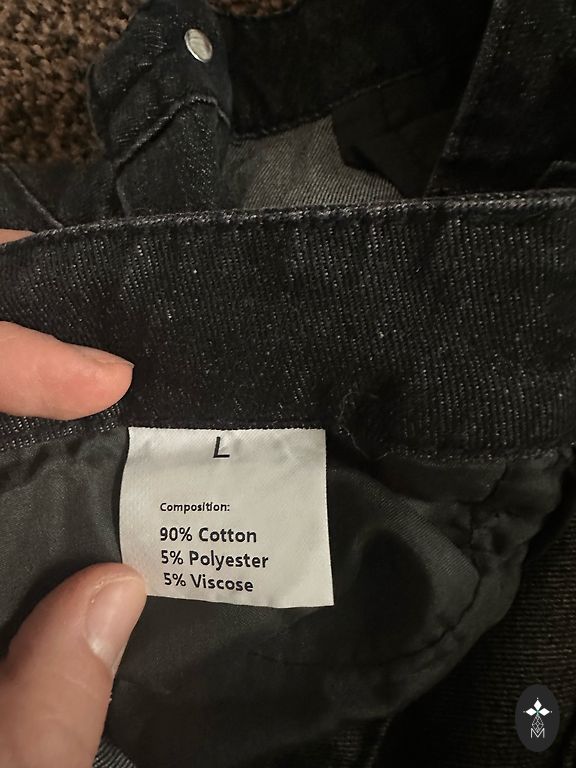 L
Composition:
90% Cotton
5% Polyester
5% Viscose
M